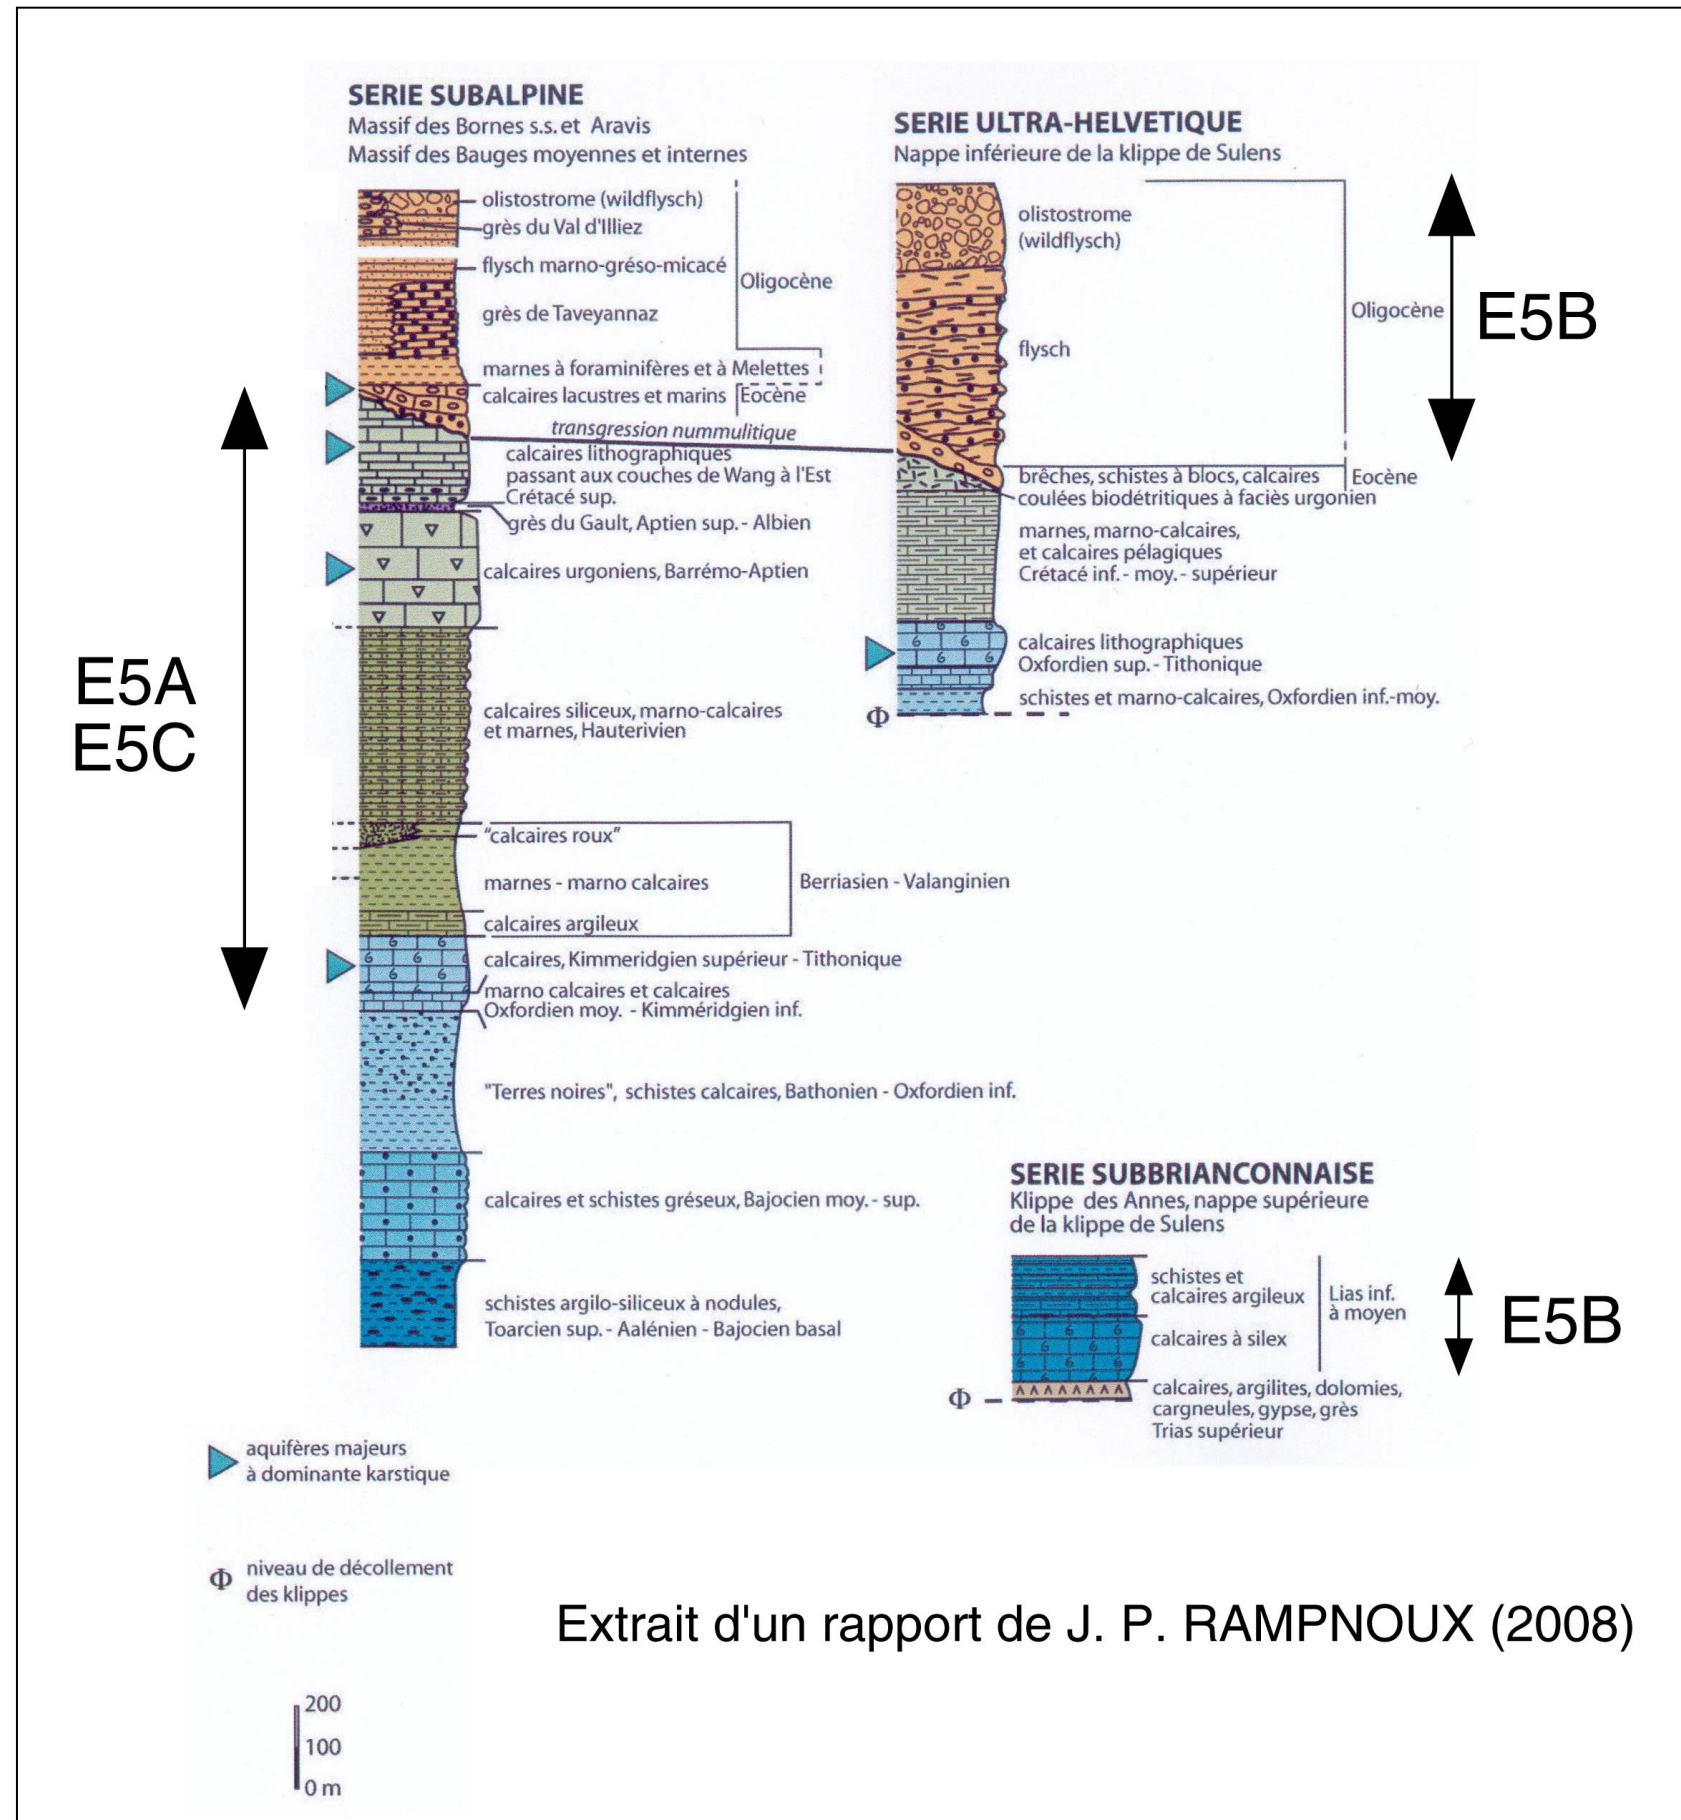 SERIE SUBALPINE
Massif des Bornes s.s. et Aravis
Massif des Bauges moyennes et internes
olistostrome (wildflysch)
grès du Val d'Illiez
flysch marno-gréso-micacé
Oligocène
grès de Taveyannaz
marnes à foraminifères et à Melettes
calcaires lacustres et marins
Eocène
transgression nummulitique
calcaires lithographiques
passant aux couches de Wang à l'Est
Crétacé sup.
grès du Gault, Aptien sup. - Albien
calcaires urgoniens, Barrémo-Aptien
E5A
E5C
calcaires siliceux, marno-calcaires
et marnes, Hauterivien
"calcaires roux"
marnes - marno calcaires
Berriasien - Valanginien
calcaires argileux
calcaires, Kimmeridgien supérieur - Tithonique
marno calcaires et calcaires
Oxfordien moy. - Kimméridgien inf.
"Terres noires", schistes calcaires, Bathonien - Oxfordien inf.
calcaires et schistes gréseux, Bajocien moy. - sup.
schistes argilo-siliceux à nodules,
Toarcien sup. - Aalénien - Bajocien basal
SERIE ULTRA-HELVETIQUE
Nappe inférieure de la klippe de Sulens
olistostrome
(wildflysch)
Oligocène
E5B
flysch
brêches, schistes à blocs, calcaires
Eocène
coulées biodétritiques à faciès urgonien
marnes, marno-calcaires,
et calcaires pélagiques
Crétacé inf. - moy. - supérieur
calcaires lithographiques
Oxfordien sup. - Tithonique
schistes et marno-calcaires, Oxfordien inf.-moy.
Φ
SERIE SUBBRIANCONNAISE
Klippe des Annes, nappe supérieure
de la klippe de Sulens
schistes et
calcaires argileux
Lias inf.
à moyen
E5B
calcaires à silex
Φ
calcaires, argilites, dolomies,
cargneules, gypse, grès
Trias supérieur
aquifères majeurs
à dominante karstique
Φ niveau de décollement
des klippes
Extrait d'un rapport de J. P. RAMPNOUX (2008)
200
100
0 m